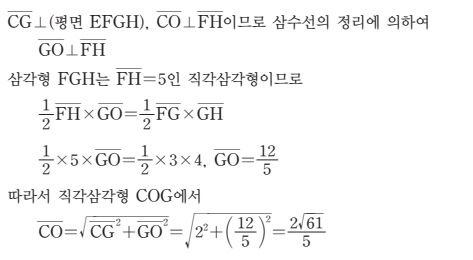 $\overline{CG}\perp$(평면 EFGH), $\overline{CO}\perp\overline{FH}$이므로 삼수선의 정리에 의하여
$\overline{GO}\perp\overline{FH}$
삼각형 FGH는 $\overline{FH}=5$인 직각삼각형이므로
$\frac{1}{2}\overline{FH}\times\overline{GO}=\frac{1}{2}\overline{FG}\times\overline{GH}$
$\frac{1}{2}\times5\times\overline{GO}=\frac{1}{2}\times3\times4$, $\overline{GO}=\frac{12}{5}$
따라서 직각삼각형 COG에서
$\overline{CO}=\sqrt{\overline{CG}^2+\overline{GO}^2}=\sqrt{2^2+\left(\frac{12}{5}\right)^2}=\frac{2\sqrt{61}}{5}$